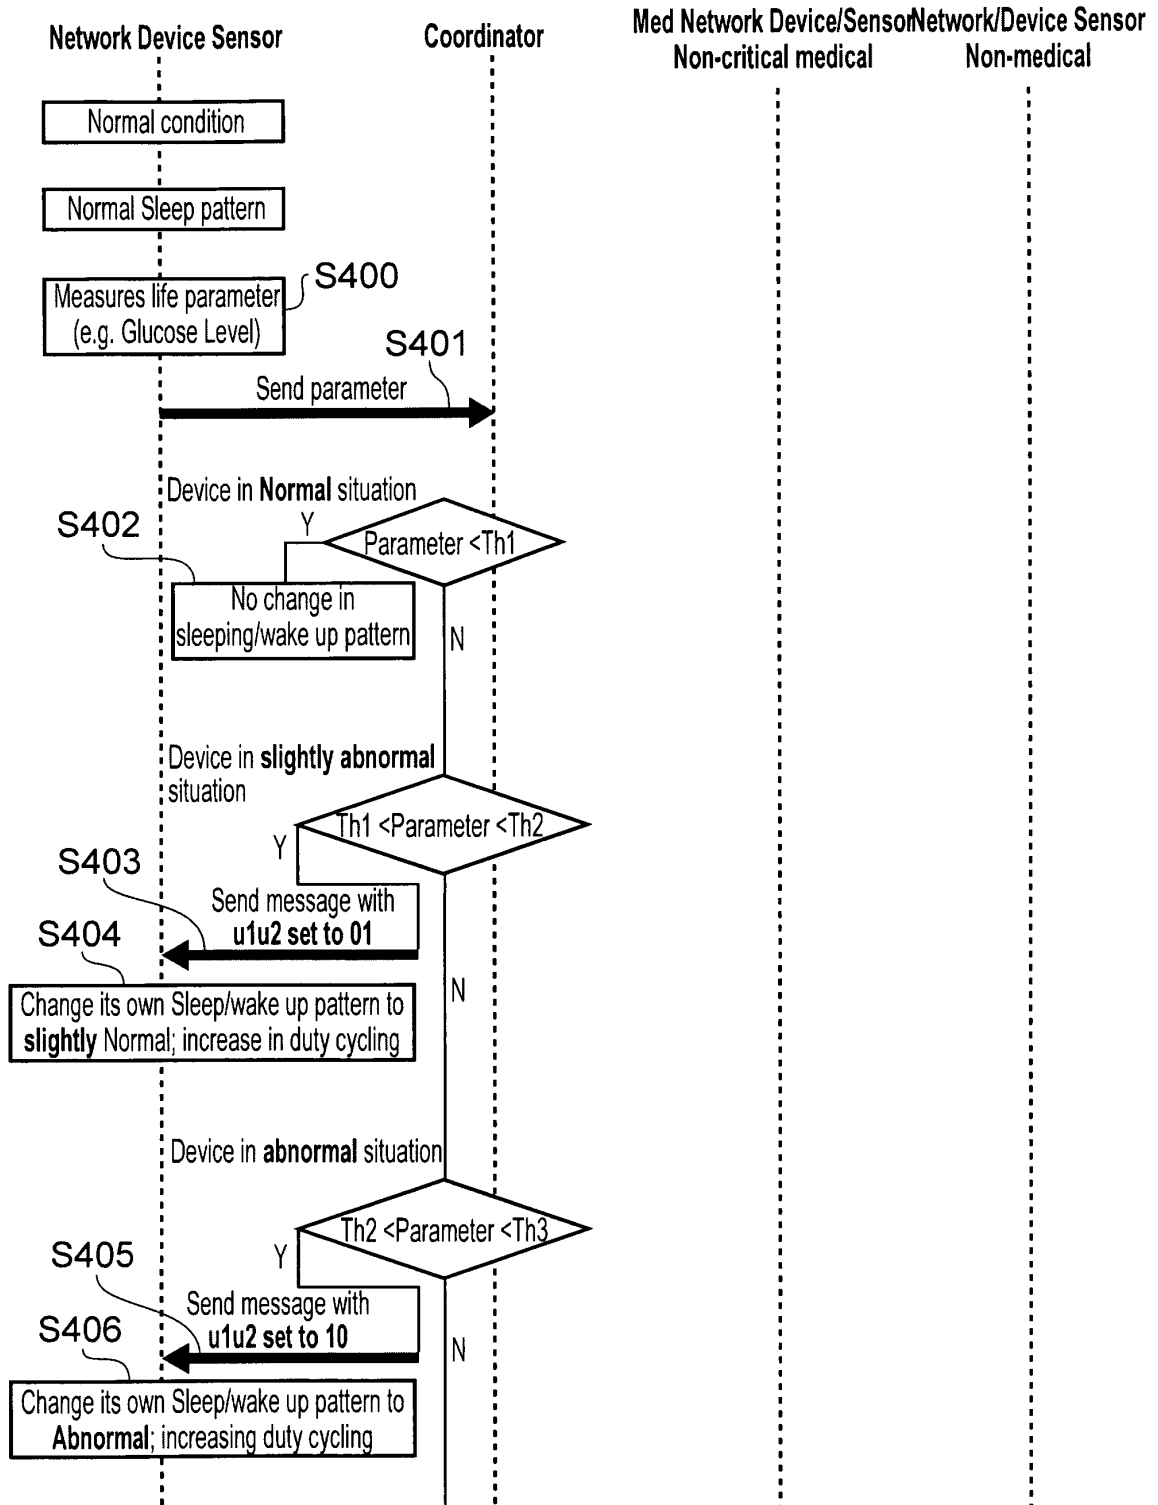 Network Device Sensor
Coordinator
Med Network Device/Sensor
Non-critical medical
Network/Device Sensor
Non-medical
Normal condition
Normal Sleep pattern
S400
Measures life parameter
(e.g. Glucose Level)
S401
Send parameter
Device in Normal situation
S402
Y
Parameter <Th1
No change in
sleeping/wake up pattern
N
Device in slightly abnormal
situation
Th1 <Parameter <Th2
Y
S403
Send message with
u1u2 set to 01
S404
N
Change its own Sleep/wake up pattern to
slightly Normal; increase in duty cycling
Device in abnormal situation
Th2 <Parameter <Th3
Y
S405
Send message with
u1u2 set to 10
S406
N
Change its own Sleep/wake up pattern to
Abnormal; increasing duty cycling